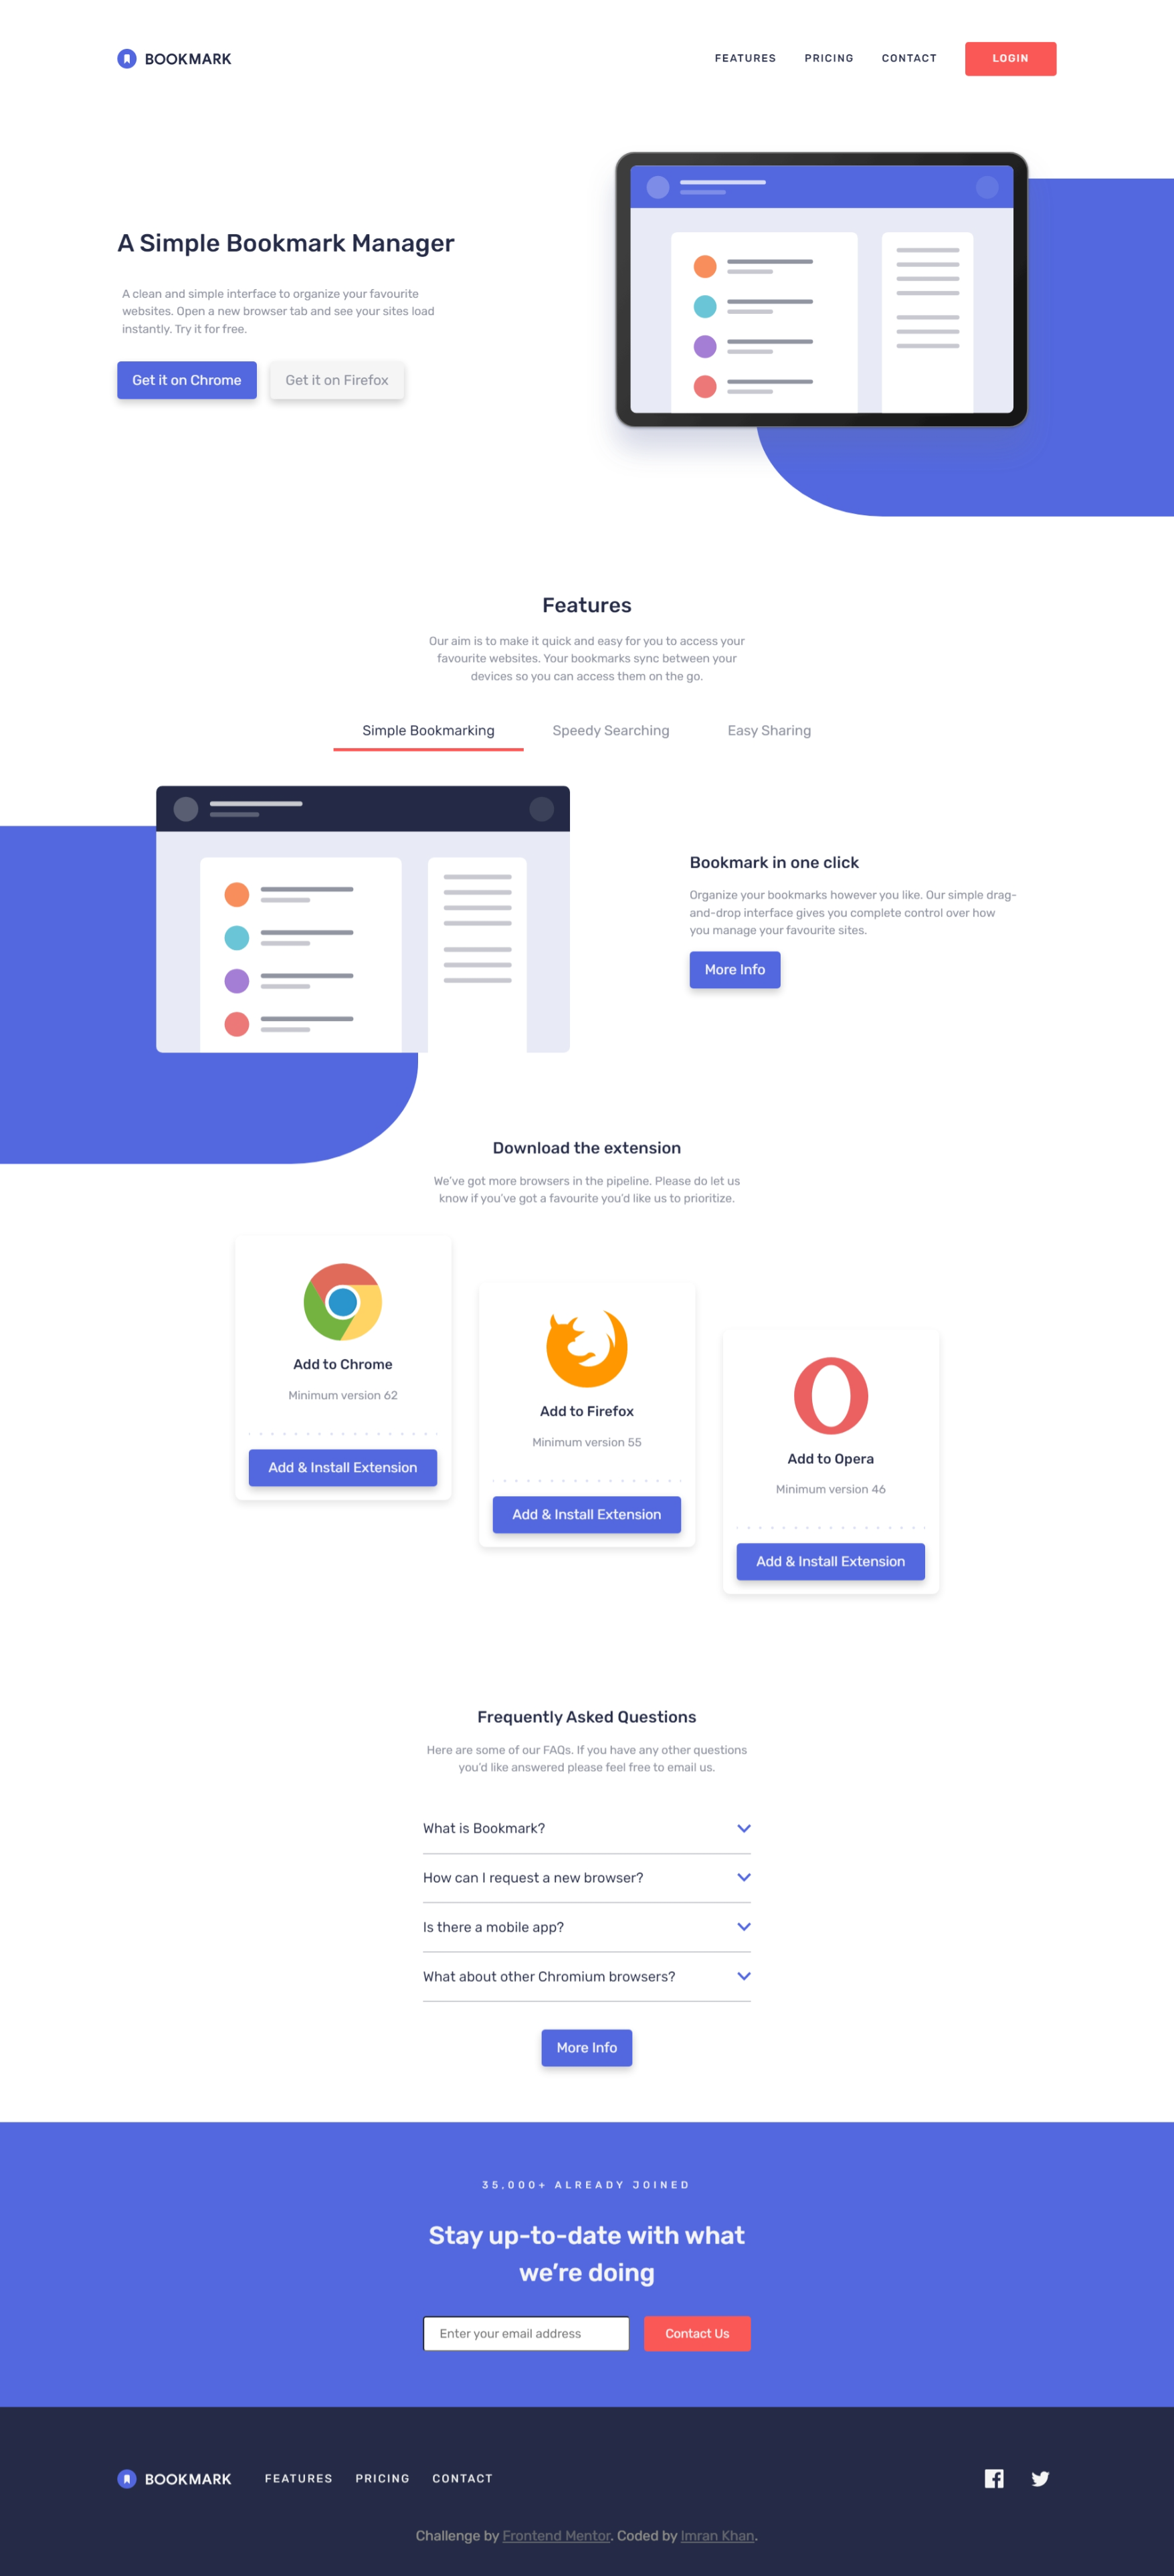 BOOKMARK
FEATURES PRICING CONTACT LOGIN
A Simple Bookmark Manager
A clean and simple interface to organize your favourite
websites. Open a new browser tab and see your sites load
instantly. Try it for free.
Get it on Chrome Get it on Firefox
Features
Our aim is to make it quick and easy for you to access your
favourite websites. Your bookmarks sync between your
devices so you can access them on the go.
Simple Bookmarking Speedy Searching Easy Sharing
Bookmark in one click
Organize your bookmarks however you like. Our simple drag-
and-drop interface gives you complete control over how
you manage your favourite sites.
More Info
Download the extension
We've got more browsers in the pipeline. Please do let us
know if you've got a favourite you'd like us to prioritize.
Add to Chrome
Minimum version 62
Add & Install Extension
Add to Firefox
Minimum version 55
Add & Install Extension
Add to Opera
Minimum version 46
Add & Install Extension
Frequently Asked Questions
Here are some of our FAQs. If you have any other questions
you'd like answered please feel free to email us.
What is Bookmark?
How can I request a new browser?
Is there a mobile app?
What about other Chromium browsers?
More Info
35,000+ ALREADY JOINED
Stay up-to-date with what
we're doing
Enter your email address Contact Us
BOOKMARK FEATURES PRICING CONTACT
Challenge by Frontend Mentor. Coded by Imran Khan.